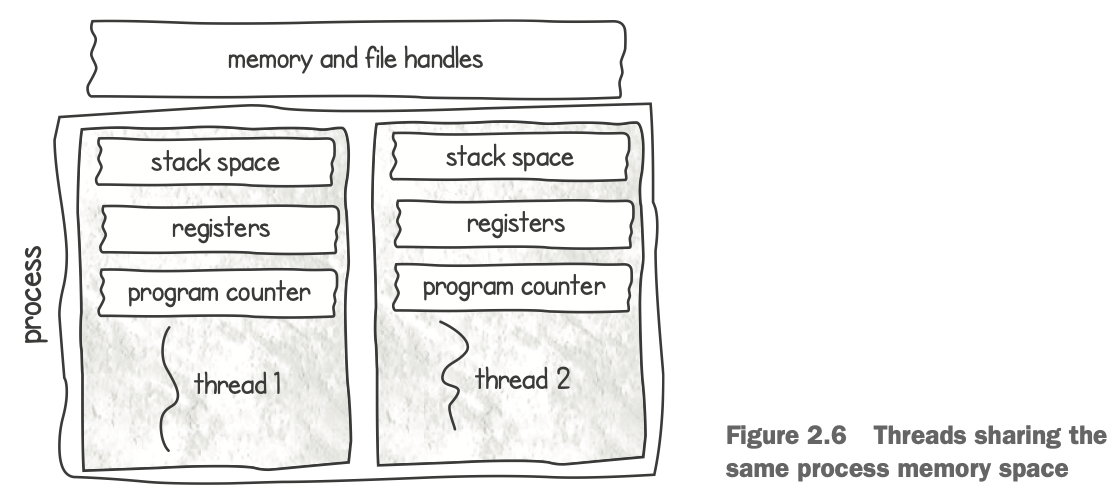 memory and file handles
process
stack space
registers
program counter
thread 1
stack space
registers
program counter
thread 2
Figure 2.6 Threads sharing the
same process memory space